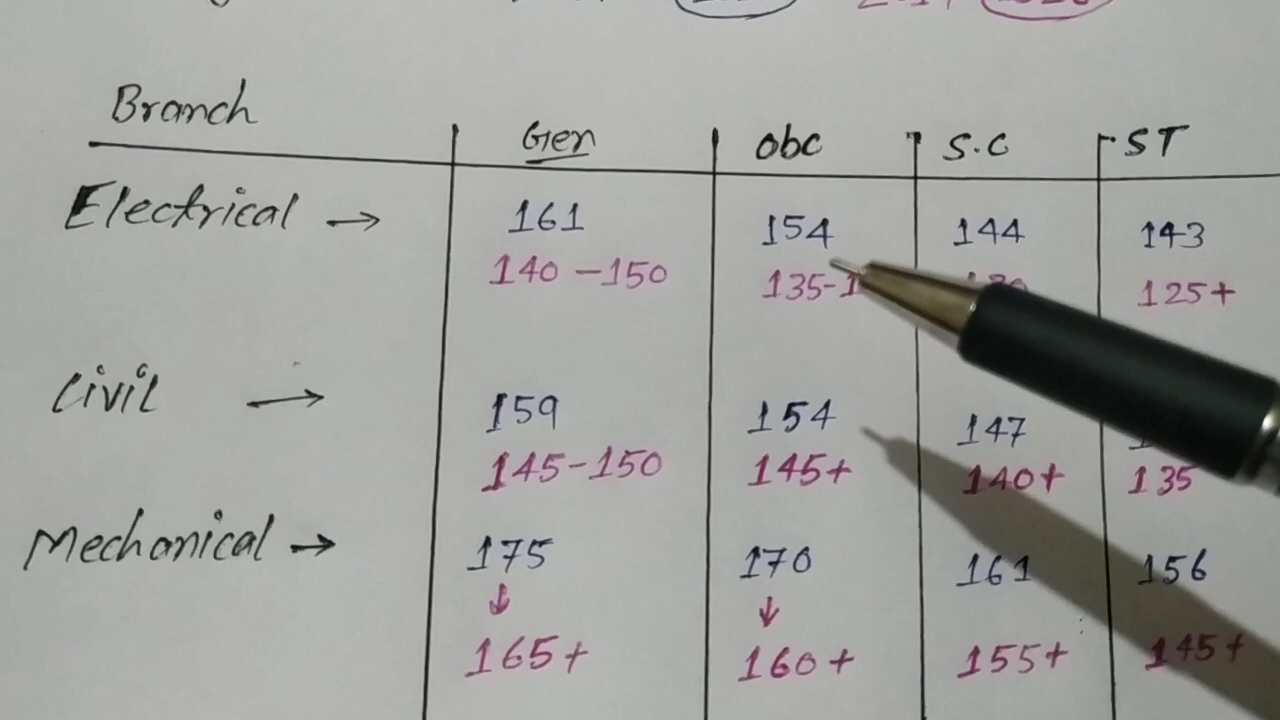 Branch Gen obc S.C ST
Electrical → 161 154 144 143
140 - 150 135-1 125+
Civil → 159 154 147
145-150 145+ 140+ 135
Mechanical → 175 170 161 156
↓ ↓
165+ 160+ 155+ 145+